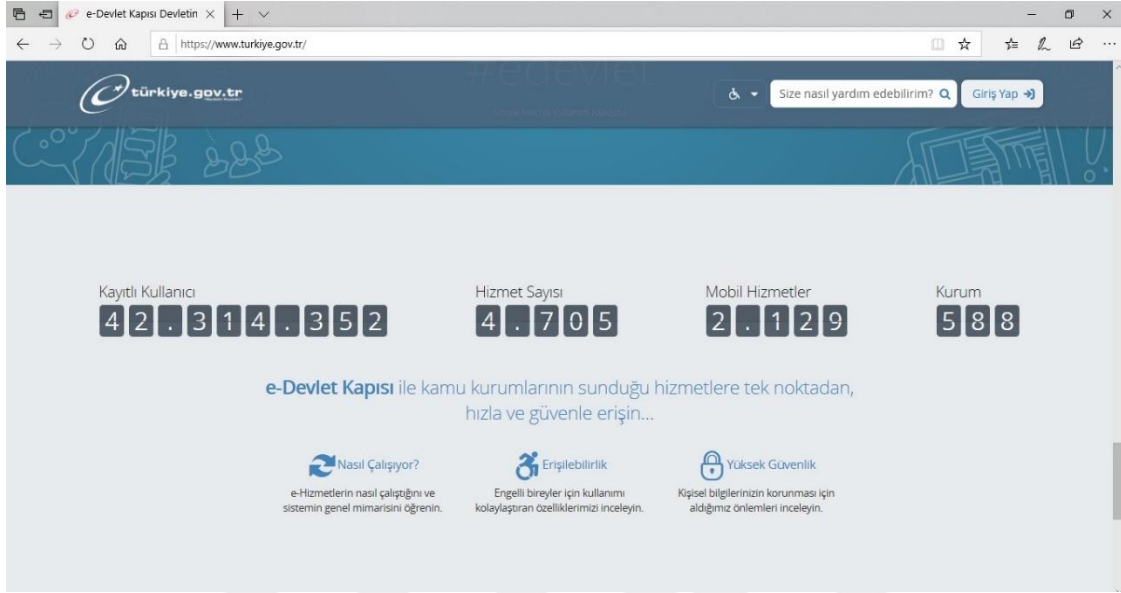 e-Devlet Kapısı Devletin
https://www.turkiye.gov.tr/
#edevlet
türkiye.gov.tr
Size nasıl yardım edebilirim?
Giriş Yap
Kayıtlı Kullanıcı
Hizmet Sayısı
Mobil Hizmetler
Kurum
42.314.352
4.705
2.129
588
e-Devlet Kapısı ile kamu kurumlarının sunduğu hizmetlere tek noktadan,
hızla ve güvenle erişin...
Nasıl Çalışıyor?
Erişilebilirlik
Yüksek Güvenlik
e-Hizmetlerin nasıl çalıştığını ve
sistemin genel mimarisini öğrenin.
Engelli bireyler için kullanımı
kolaylaştıran özelliklerimizi inceleyin.
Kişisel bilgilerinizin korunması için
aldığımız önlemleri inceleyin.